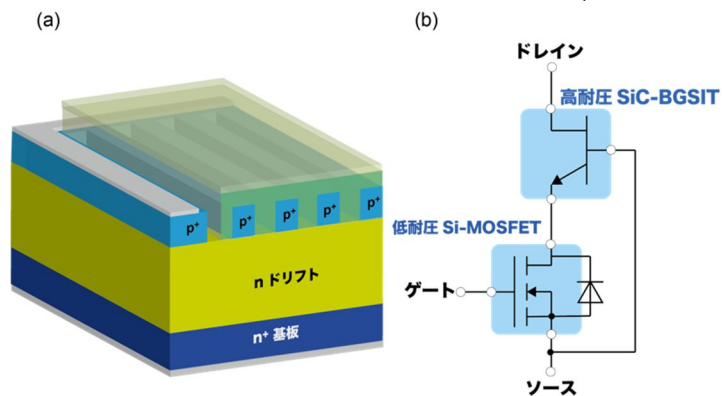 (a)
p⁺
p⁺
p⁺
p⁺
p⁺
n ドリフト
n⁺ 基板
(b)
ドレイン
高耐圧 SiC-BGSIT
低耐圧 Si-MOSFET
ゲート
ソース